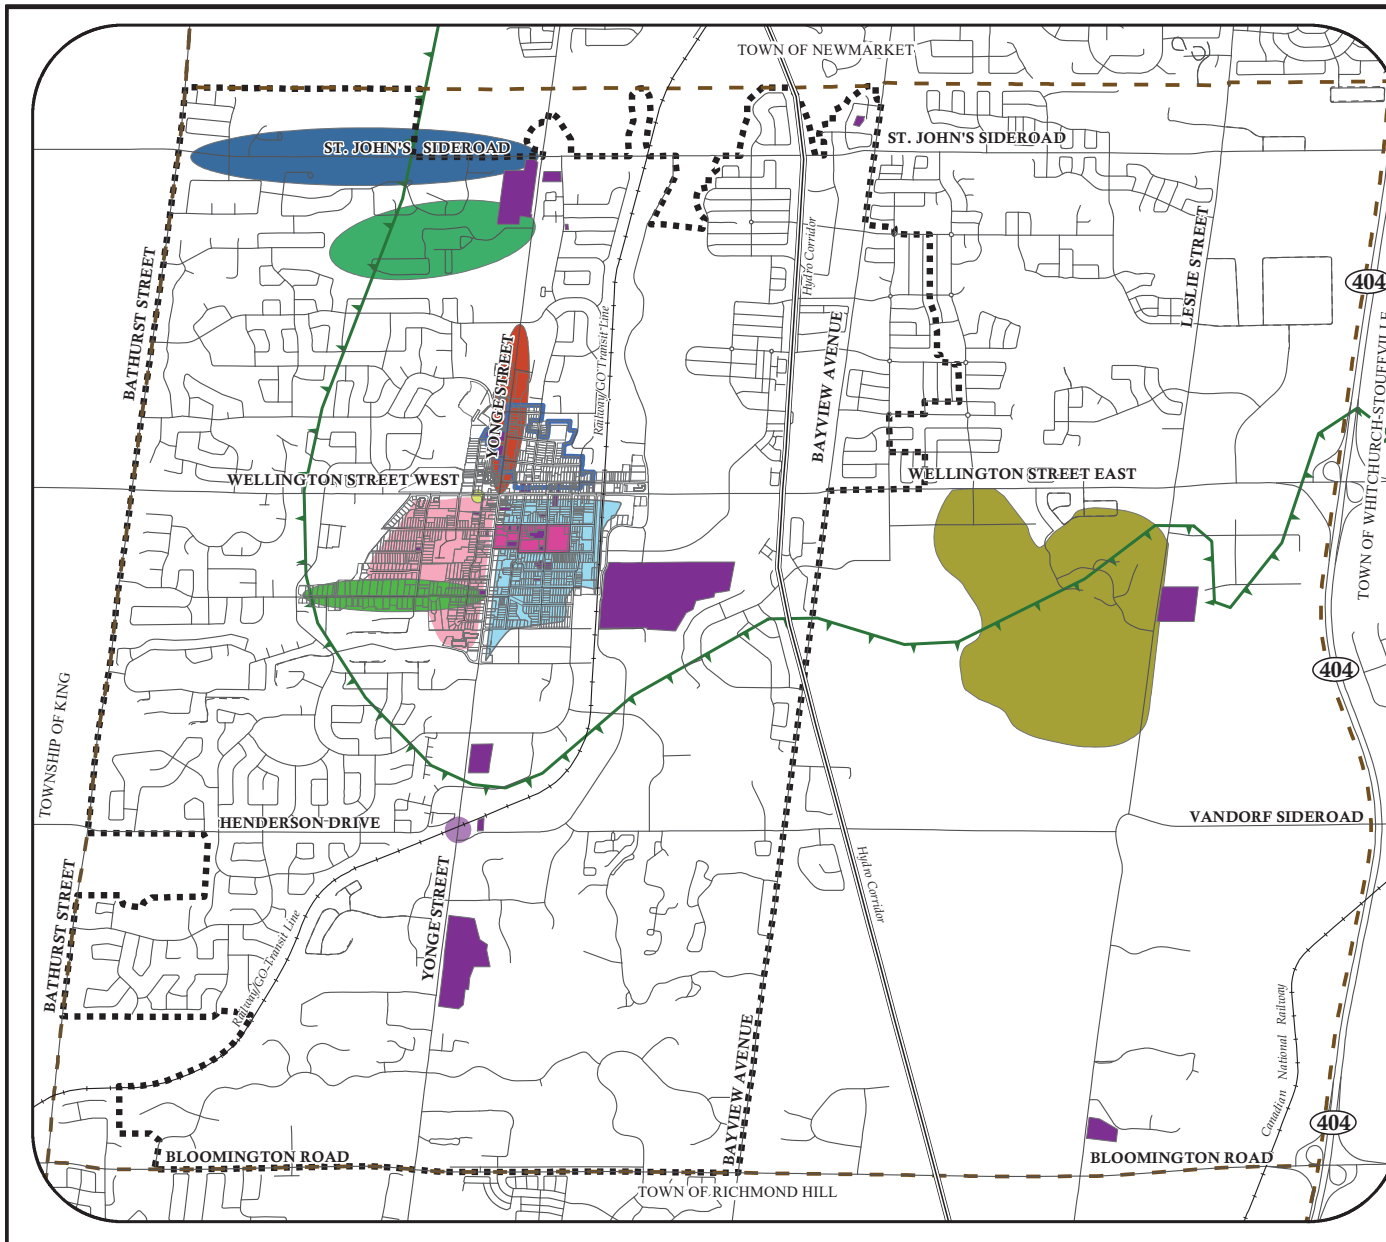 TOWN OF NEWMARKET
ST. JOHN'S SIDEROAD
ST. JOHN'S SIDEROAD
BATHURST STREET
YONGE STREET
Railway/GO Transit Line
Hydro Corridor
BAYVIEW AVENUE
LESLIE STREET
404
TOWN OF WHITCHURCH-STOUFFVILLE
WELLINGTON STREET WEST
WELLINGTON STREET EAST
404
TOWNSHIP OF KING
HENDERSON DRIVE
VANDORF SIDEROAD
BATHURST STREET
YONGE STREET
Railway/GO Transit Line
Hydro Corridor
BAYVIEW AVENUE
Canadian National Railway
404
BLOOMINGTON ROAD
BLOOMINGTON ROAD
TOWN OF RICHMOND HILL